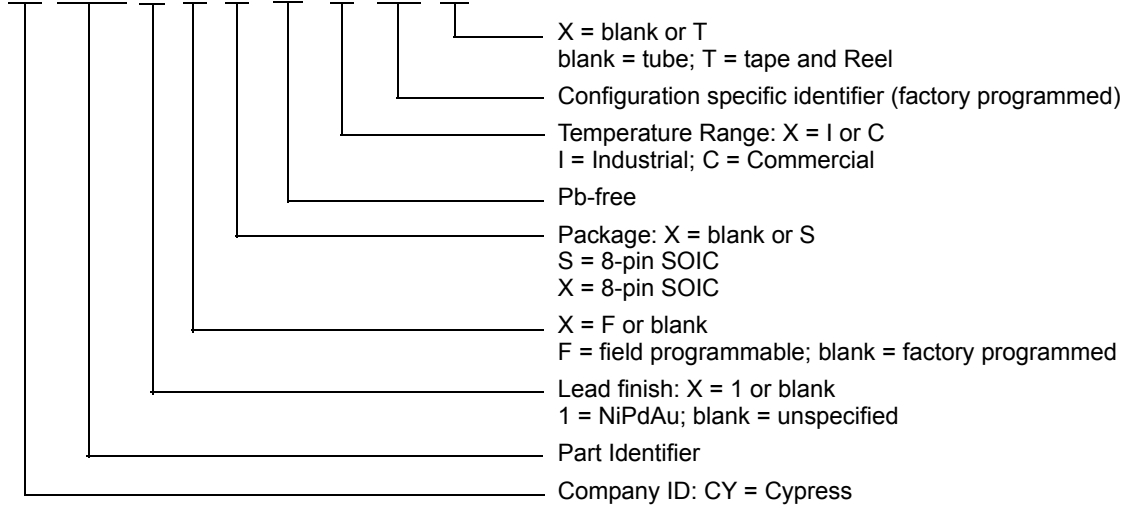 X = blank or T
blank = tube; T = tape and Reel
Configuration specific identifier (factory programmed)
Temperature Range: X = I or C
I = Industrial; C = Commercial
Pb-free
Package: X = blank or S
S = 8-pin SOIC
X = 8-pin SOIC
X = F or blank
F = field programmable; blank = factory programmed
Lead finish: X = 1 or blank
1 = NiPdAu; blank = unspecified
Part Identifier
Company ID: CY = Cypress